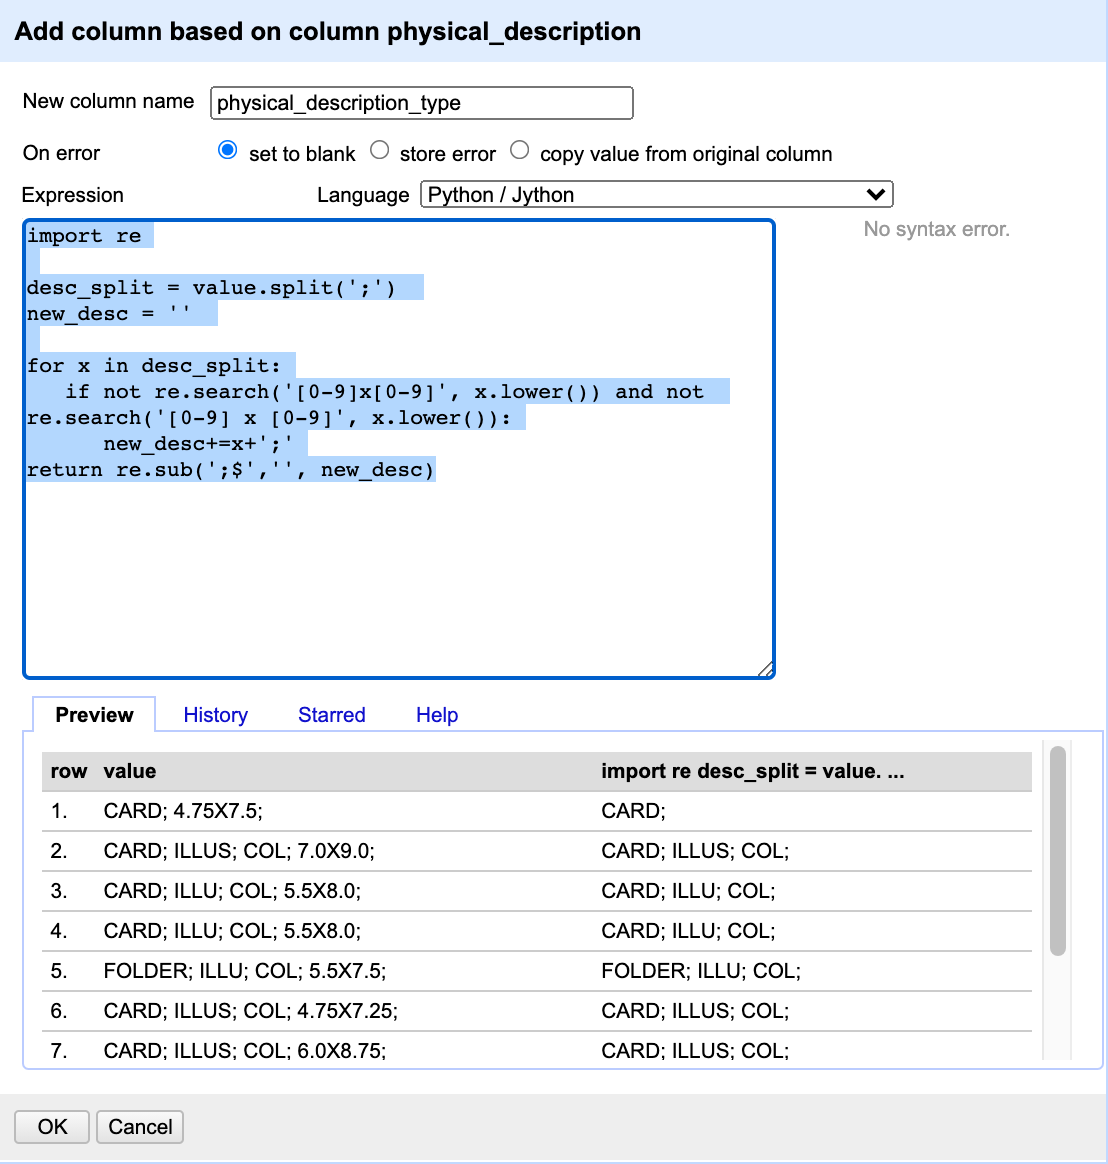 Add column based on column physical_description
New column name physical_description_type
On error set to blank store error copy value from original column
Expression Language Python / Jython
No syntax error.
import re
desc_split = value.split(';')
new_desc = ''
for x in desc_split:
   if not re.search('[0-9]x[0-9]', x.lower()) and not
re.search('[0-9] x [0-9]', x.lower()):
      new_desc+=x+';'
return re.sub(';$','', new_desc)
Preview History Starred Help
row value import re desc_split = value. ...
1. CARD; 4.75X7.5; CARD;
2. CARD; ILLUS; COL; 7.0X9.0; CARD; ILLUS; COL;
3. CARD; ILLU; COL; 5.5X8.0; CARD; ILLU; COL;
4. CARD; ILLU; COL; 5.5X8.0; CARD; ILLU; COL;
5. FOLDER; ILLU; COL; 5.5X7.5; FOLDER; ILLU; COL;
6. CARD; ILLUS; COL; 4.75X7.25; CARD; ILLUS; COL;
7. CARD; ILLUS; COL; 6.0X8.75; CARD; ILLUS; COL;
OK Cancel